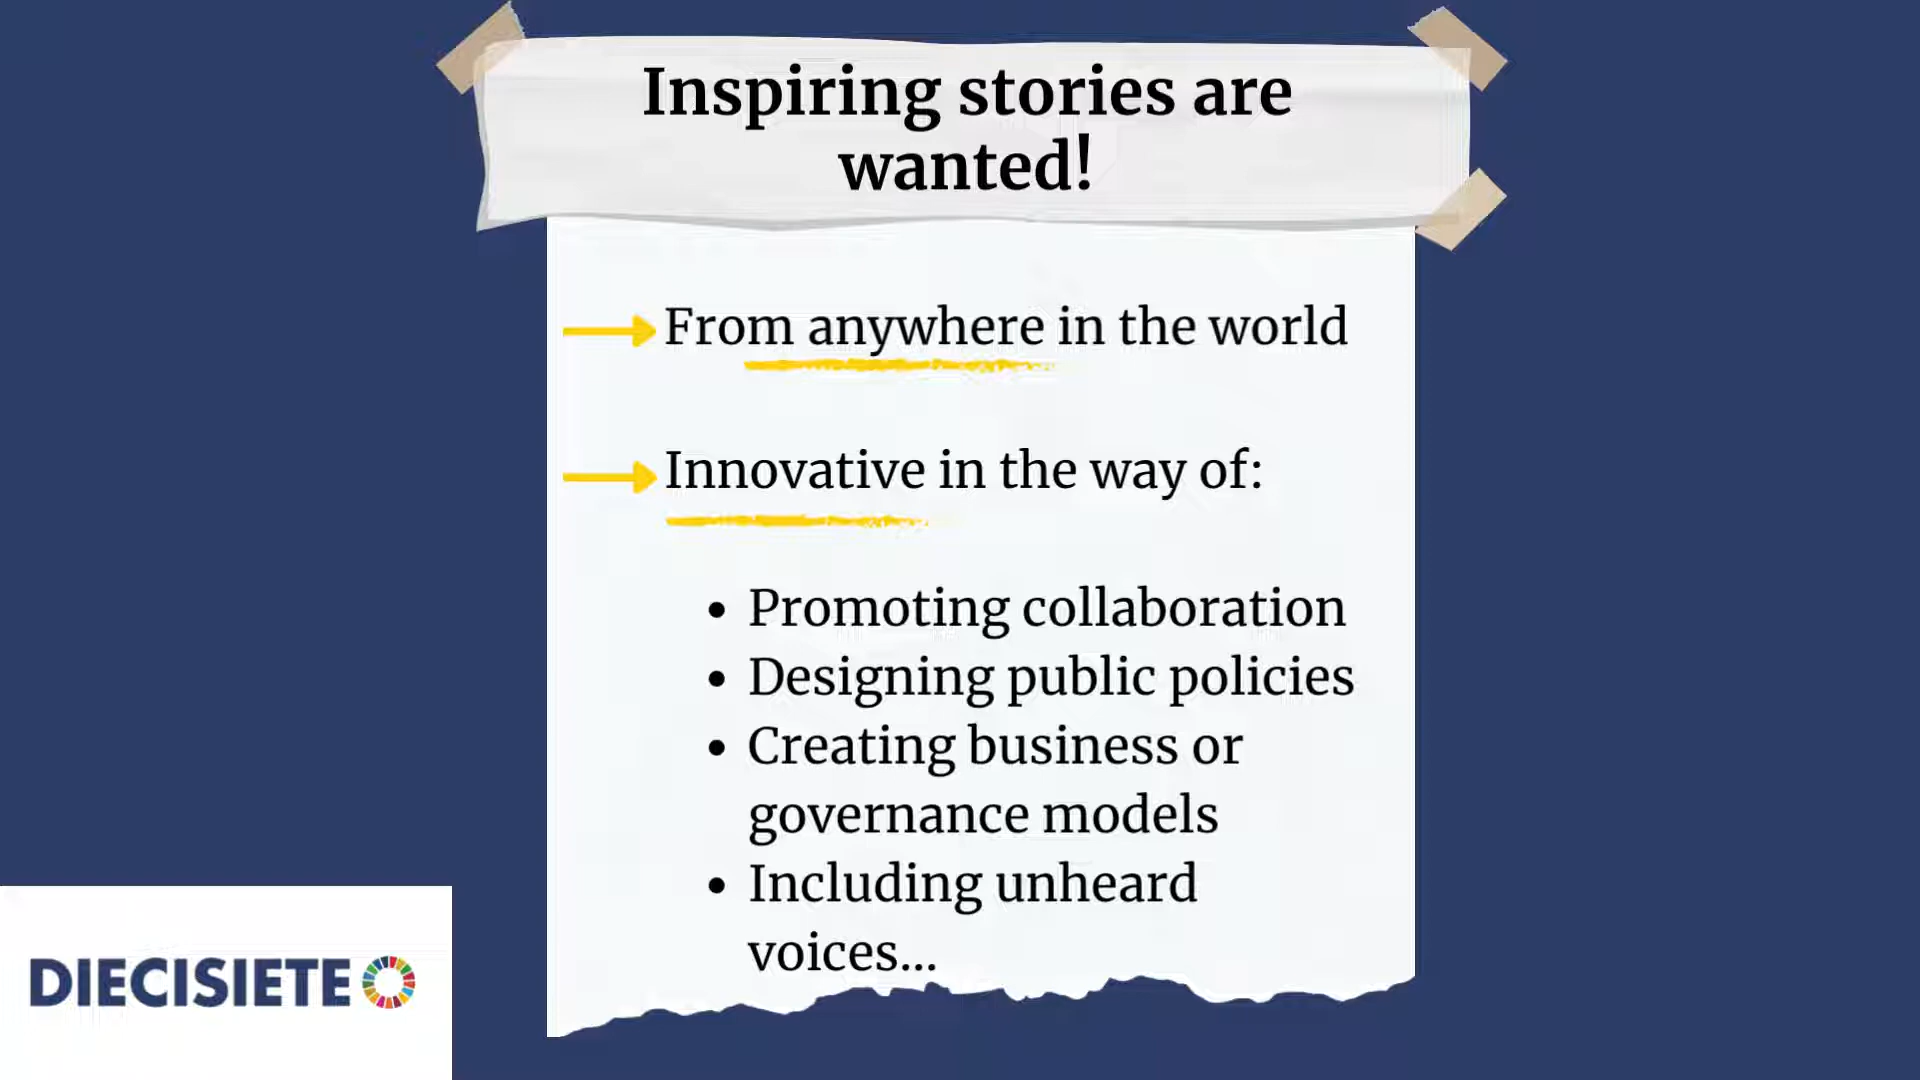 Inspiring stories are
wanted!
From anywhere in the world
Innovative in the way of:
• Promoting collaboration
• Designing public policies
• Creating business or
governance models
• Including unheard
voices...
DIECISIETE